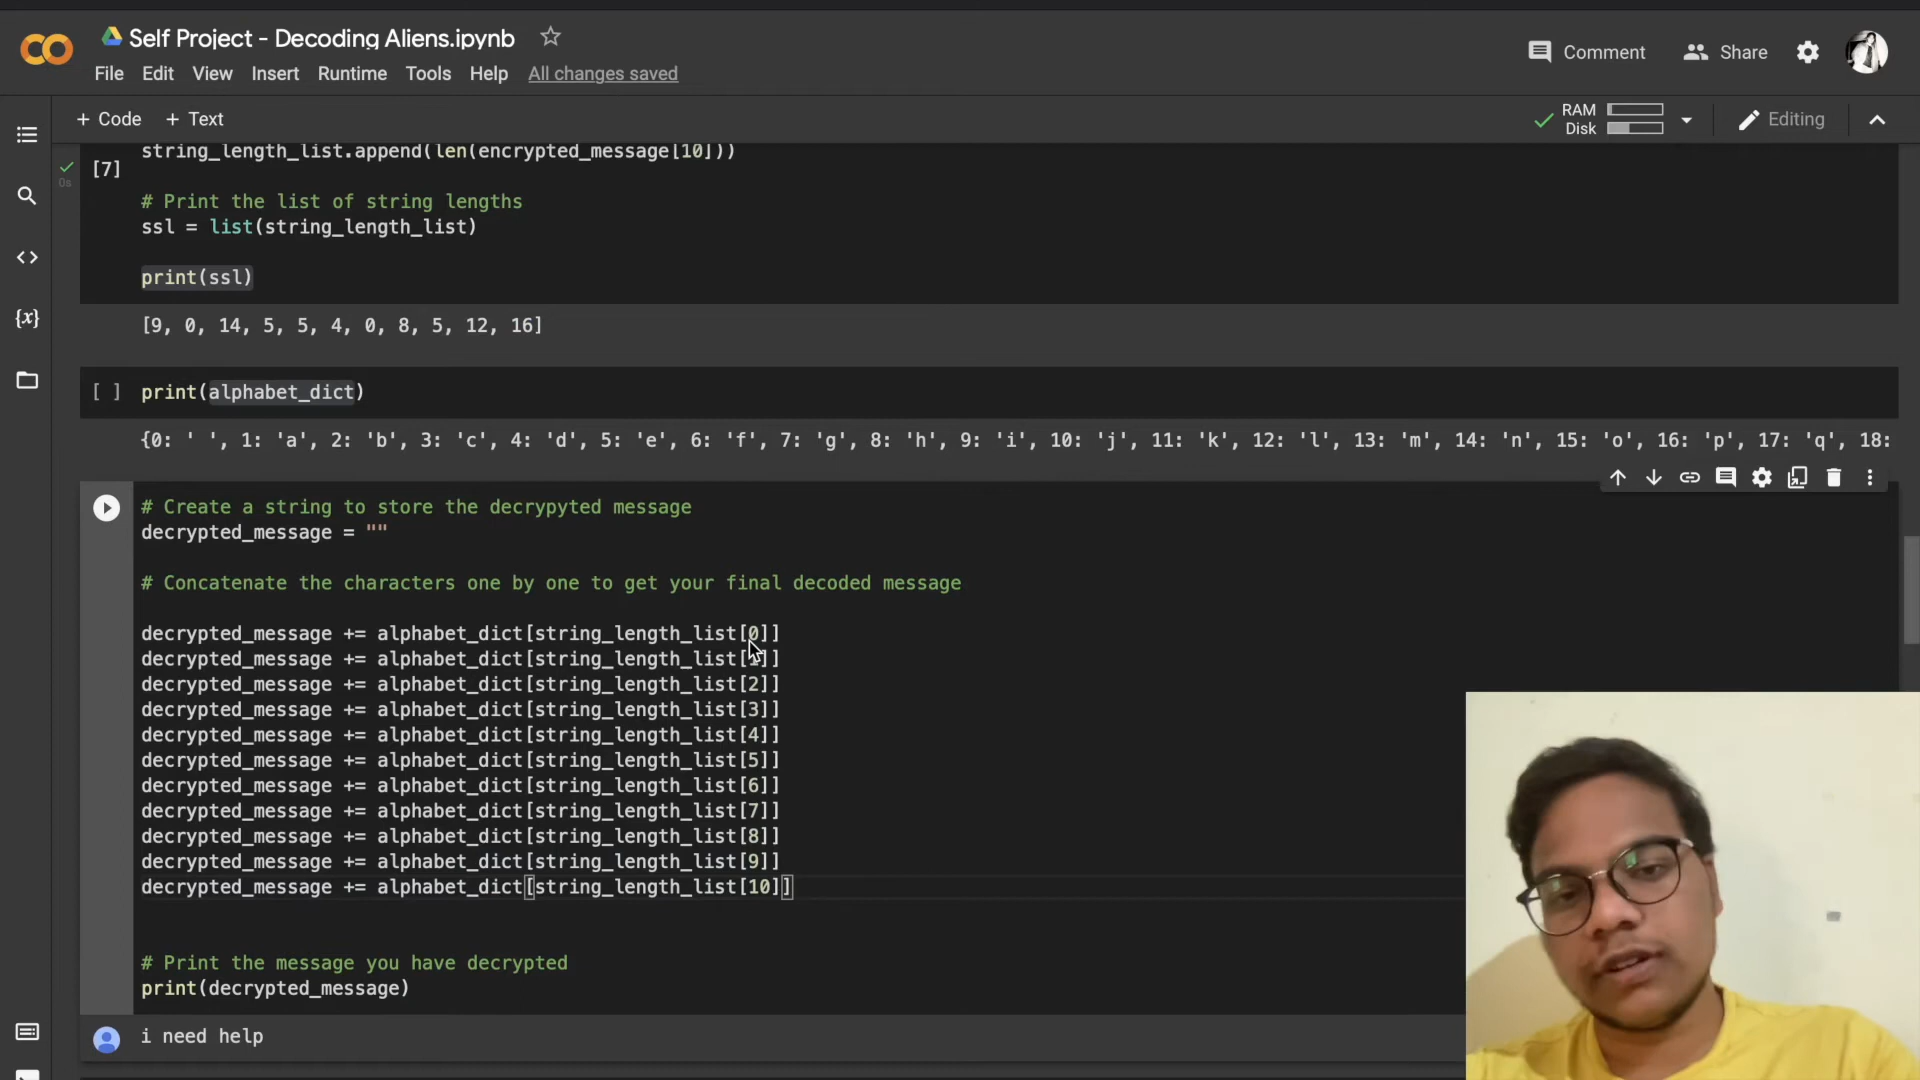 Self Project - Decoding Aliens.ipynb
Comment
Share
File Edit View Insert Runtime Tools Help All changes saved
+ Code + Text
RAM
Disk
Editing
string_length_list.append(len(encrypted_message[10]))
[7]
0s
# Print the list of string lengths
ssl = list(string_length_list)
print(ssl)
[9, 0, 14, 5, 5, 4, 0, 8, 5, 12, 16]
[ ] print(alphabet_dict)
{0: ' ', 1: 'a', 2: 'b', 3: 'c', 4: 'd', 5: 'e', 6: 'f', 7: 'g', 8: 'h', 9: 'i', 10: 'j', 11: 'k', 12: 'l', 13: 'm', 14: 'n', 15: 'o', 16: 'p', 17: 'q', 18:
# Create a string to store the decrypyted message
decrypted_message = ""
# Concatenate the characters one by one to get your final decoded message
decrypted_message += alphabet_dict[string_length_list[0]]
decrypted_message += alphabet_dict[string_length_list[1]]
decrypted_message += alphabet_dict[string_length_list[2]]
decrypted_message += alphabet_dict[string_length_list[3]]
decrypted_message += alphabet_dict[string_length_list[4]]
decrypted_message += alphabet_dict[string_length_list[5]]
decrypted_message += alphabet_dict[string_length_list[6]]
decrypted_message += alphabet_dict[string_length_list[7]]
decrypted_message += alphabet_dict[string_length_list[8]]
decrypted_message += alphabet_dict[string_length_list[9]]
decrypted_message += alphabet_dict[string_length_list[10]]
# Print the message you have decrypted
print(decrypted_message)
i need help